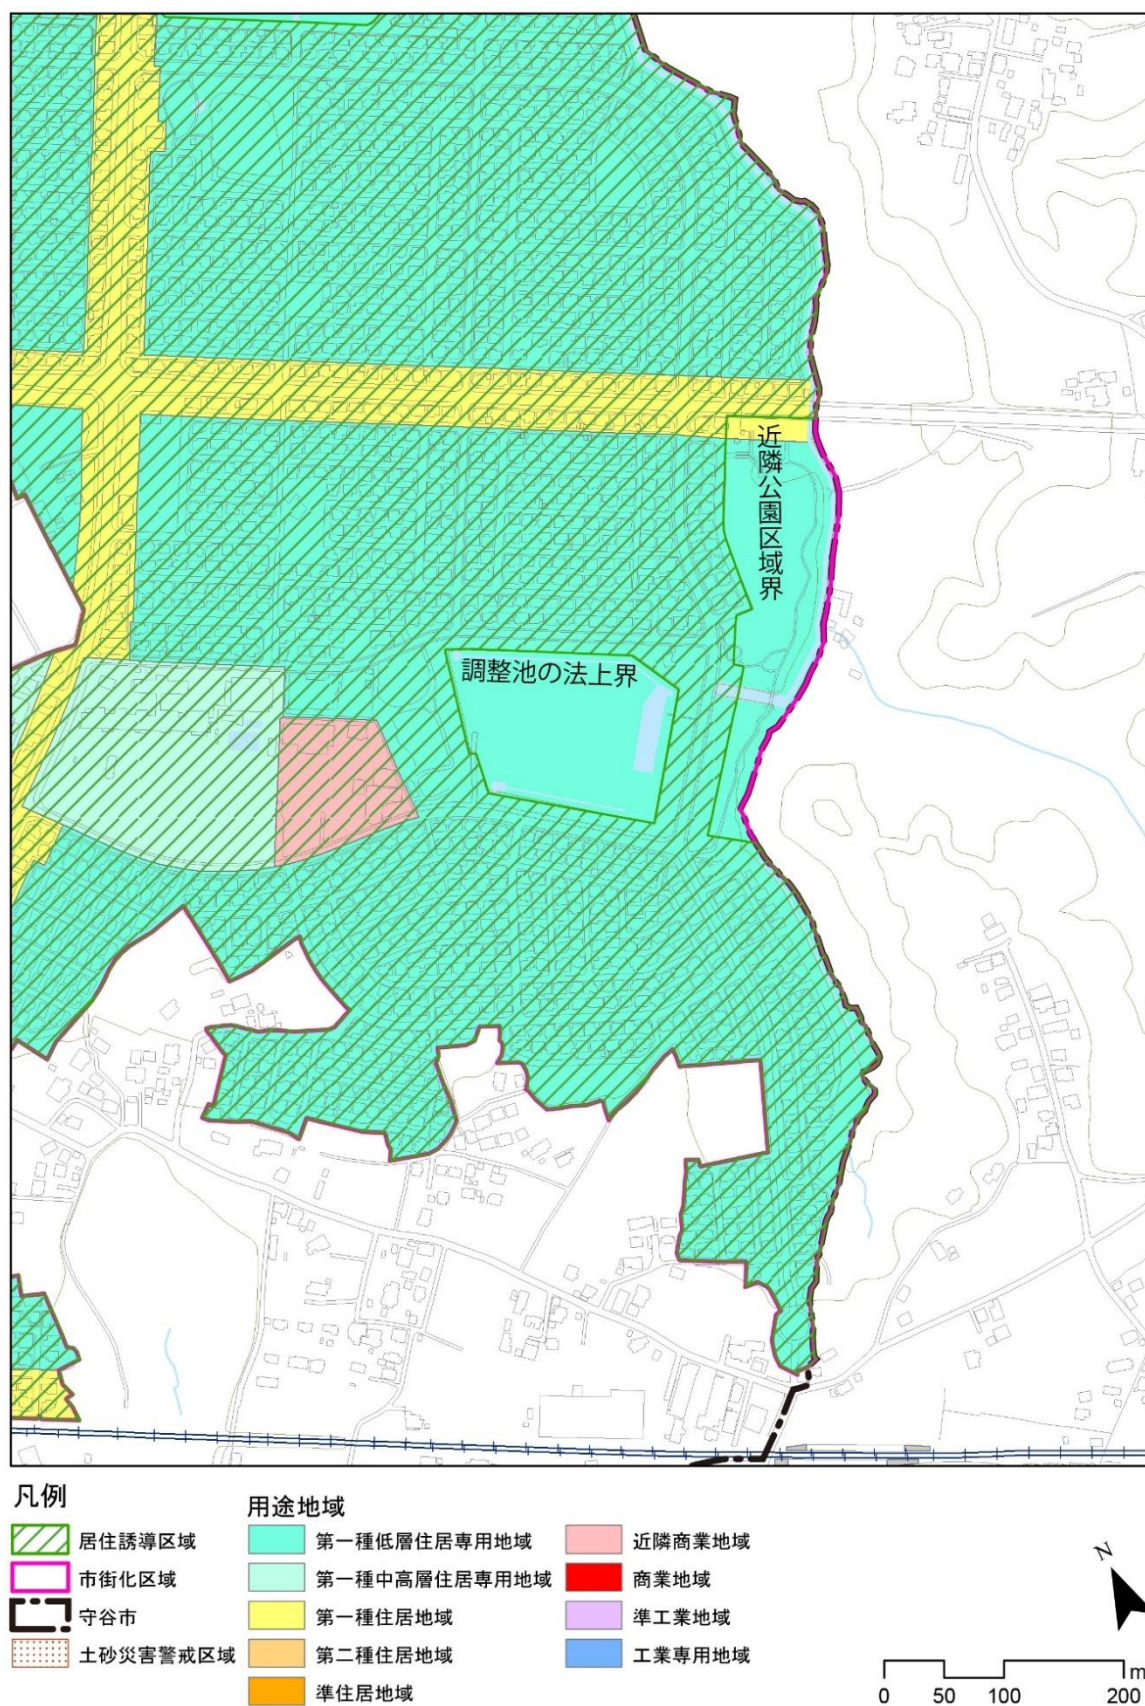 近隣公園区域界
調整池の法上界
凡例
居住誘導区域
市街化区域
守谷市
土砂災害警戒区域
用途地域
第一種低層住居専用地域
第一種中高層住居専用地域
第一種住居地域
第二種住居地域
準住居地域
近隣商業地域
商業地域
準工業地域
工業専用地域
N
m
0 50 100 200